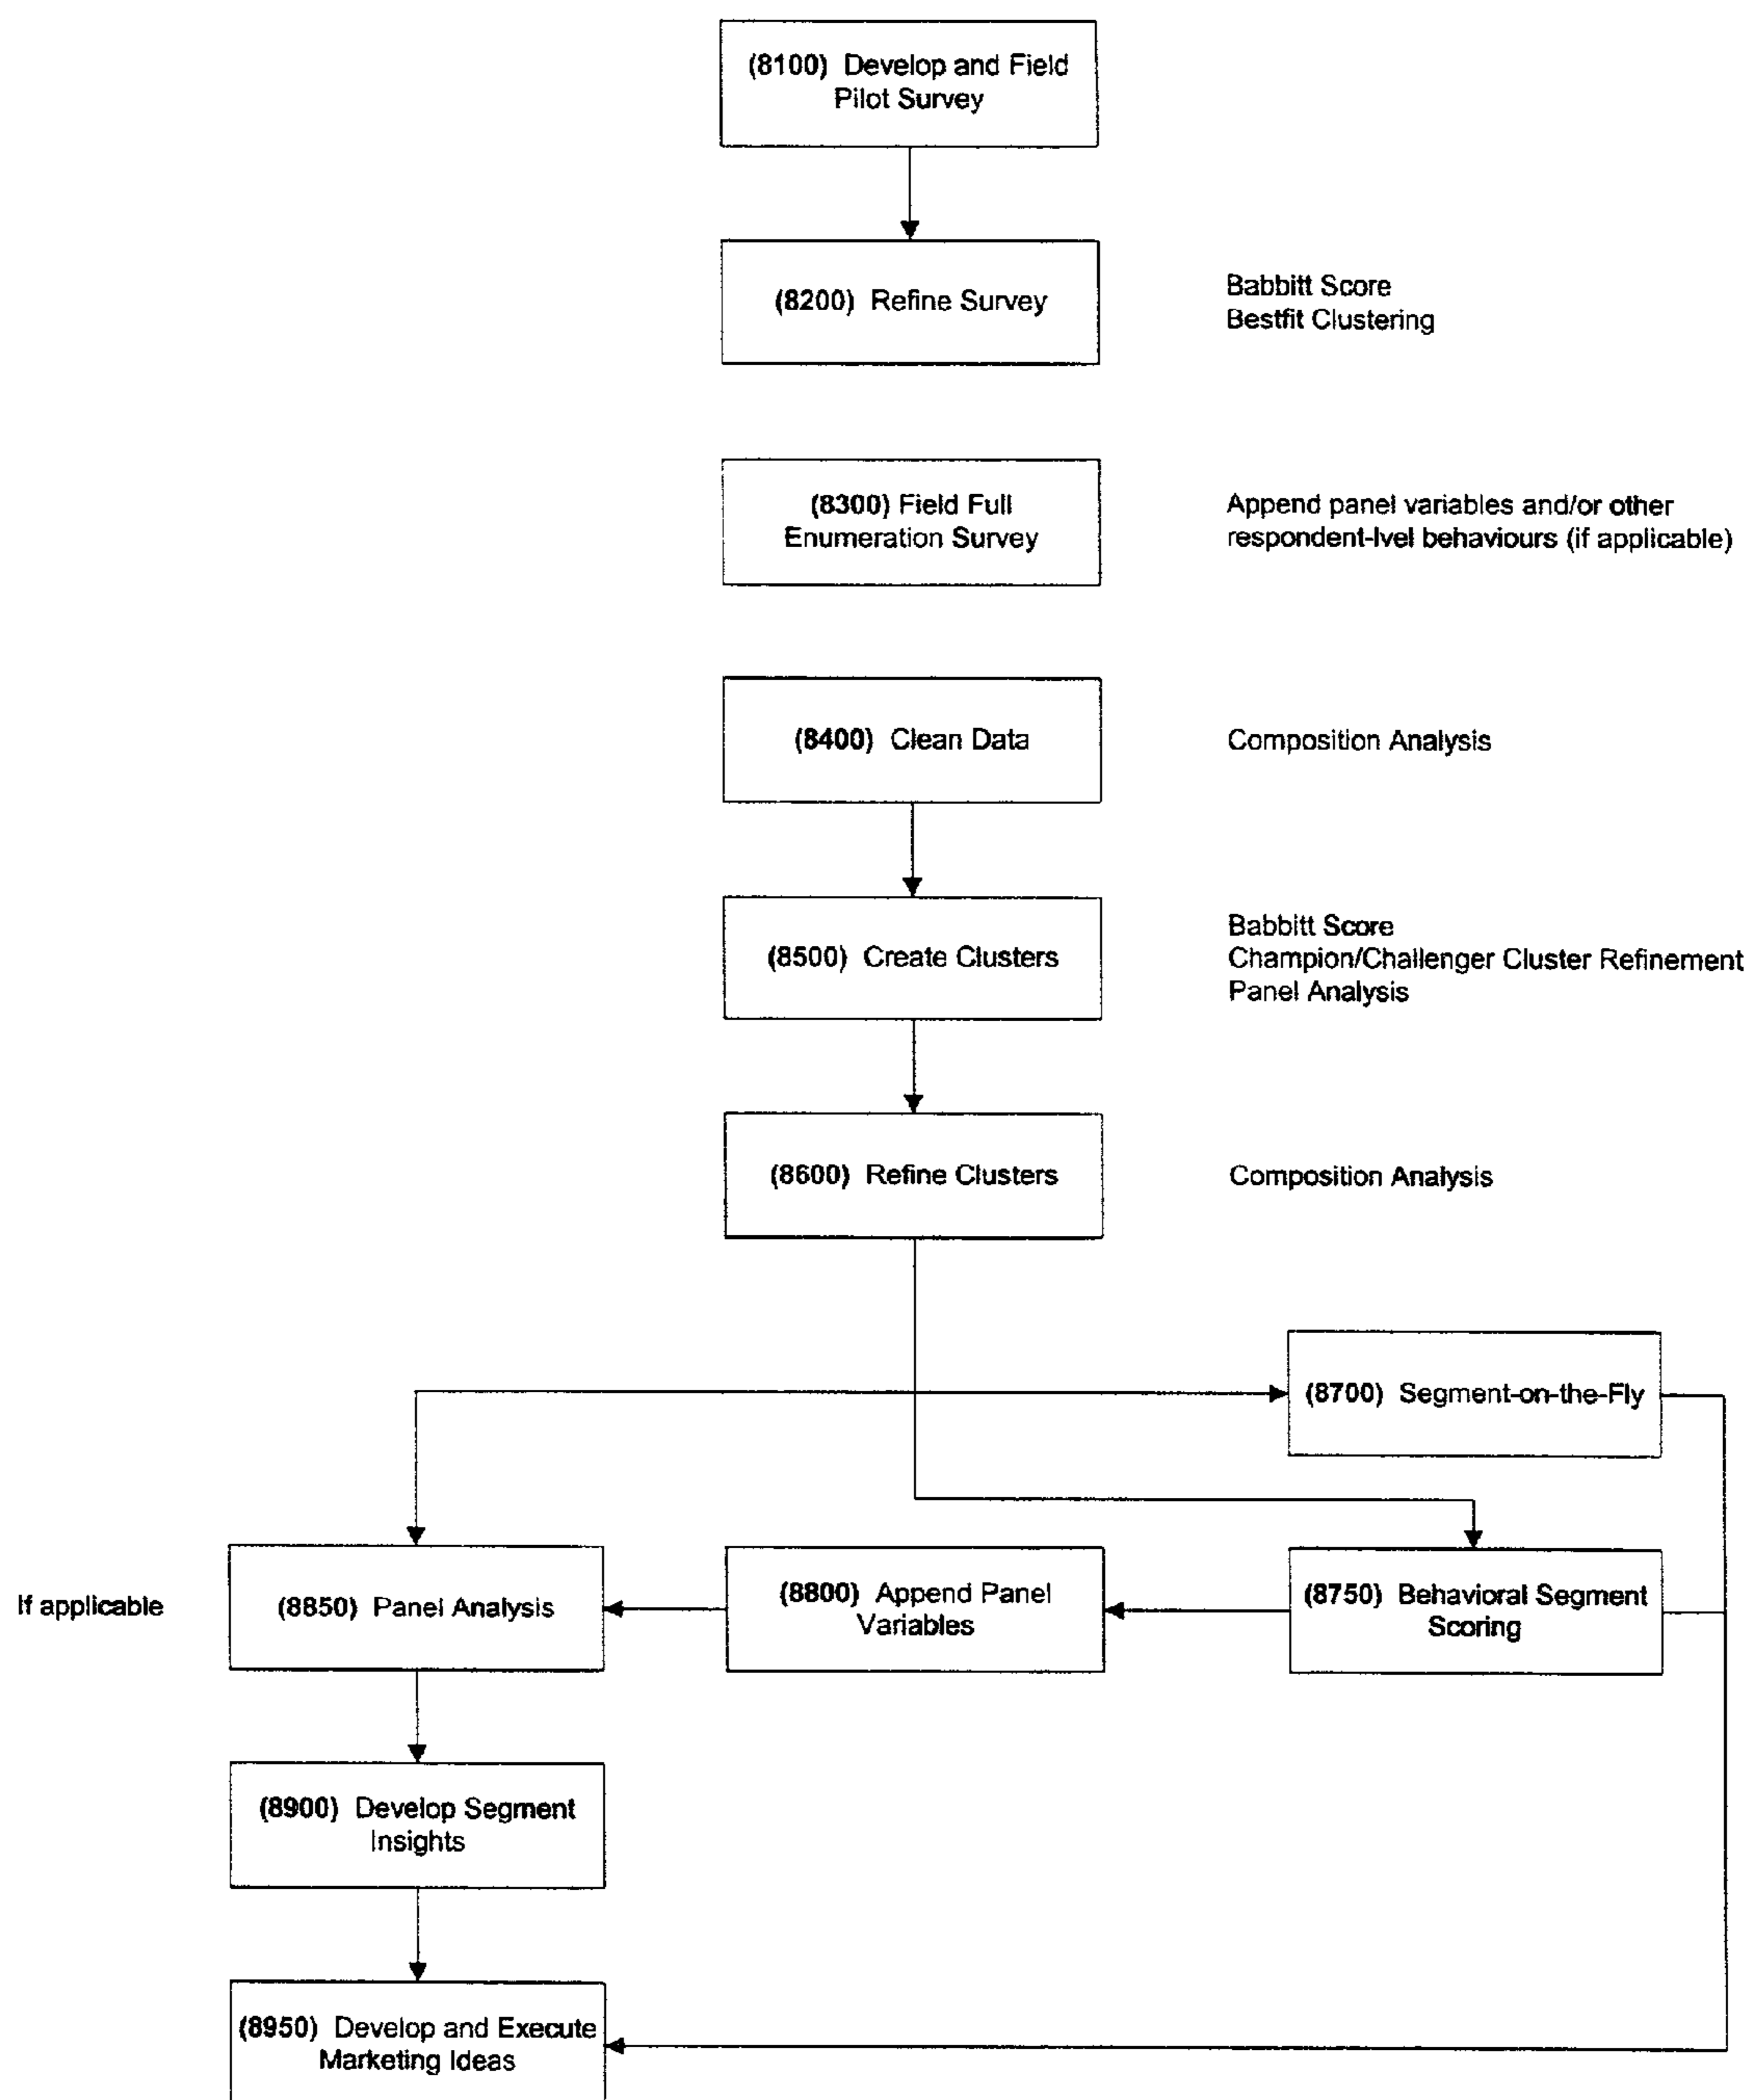 (8100) Develop and Field
Pilot Survey
(8200) Refine Survey
Babbitt Score
Bestfit Clustering
(8300) Field Full
Enumeration Survey
Append panel variables and/or other
respondent-lvel behaviours (if applicable)
(8400) Clean Data
Composition Analysis
(8500) Create Clusters
Babbitt Score
Champion/Challenger Cluster Refinement
Panel Analysis
(8600) Refine Clusters
Composition Analysis
(8700) Segment-on-the-Fly
If applicable
(8850) Panel Analysis
(8800) Append Panel
Variables
(8750) Behavioral Segment
Scoring
(8900) Develop Segment
Insights
(8950) Develop and Execute
Marketing Ideas